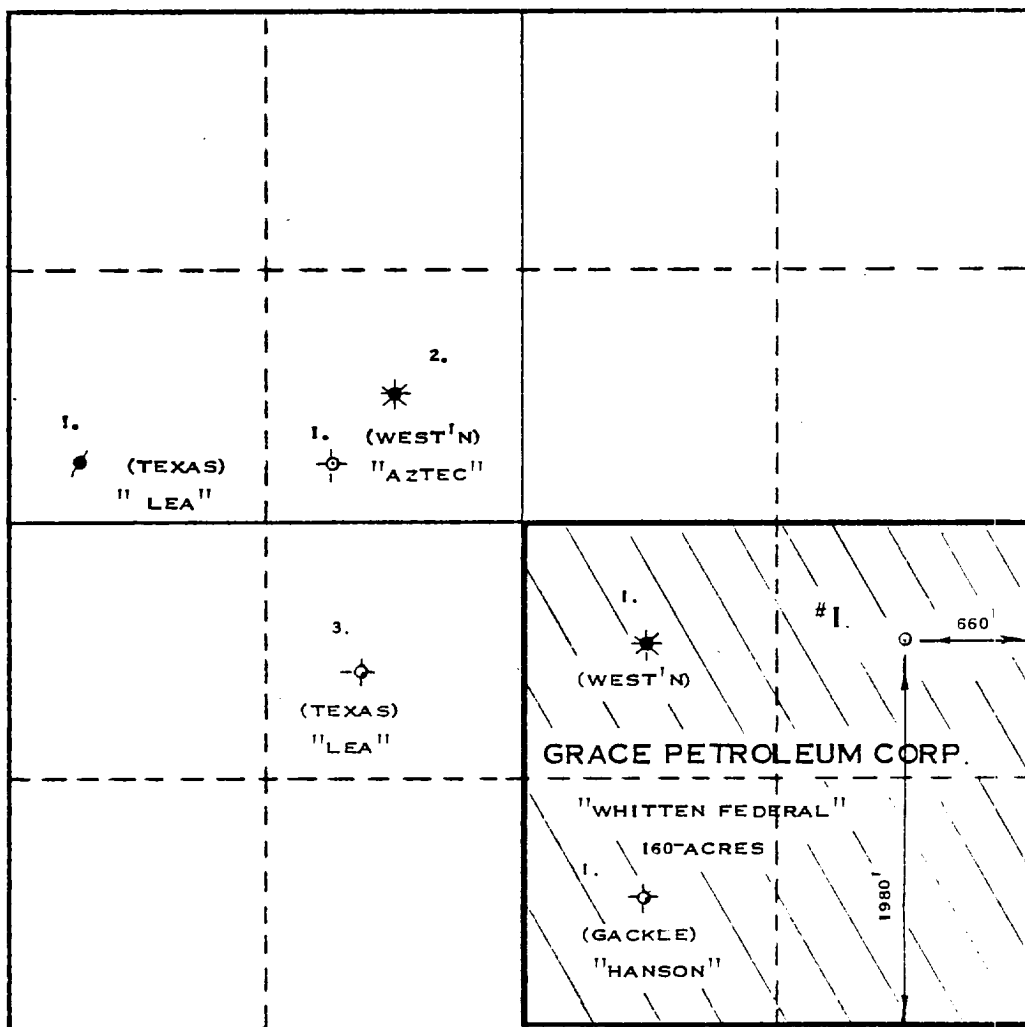 2.
1.
(TEXAS)
" LEA"
1.
(WEST'N)
"AZTEC"
3.
(TEXAS)
"LEA"
1.
(WEST'N)
#1.
660'
GRACE PETROLEUM CORP.
"WHITTEN FEDERAL"
160-ACRES
1.
(GACKLE)
"HANSON"
1980'